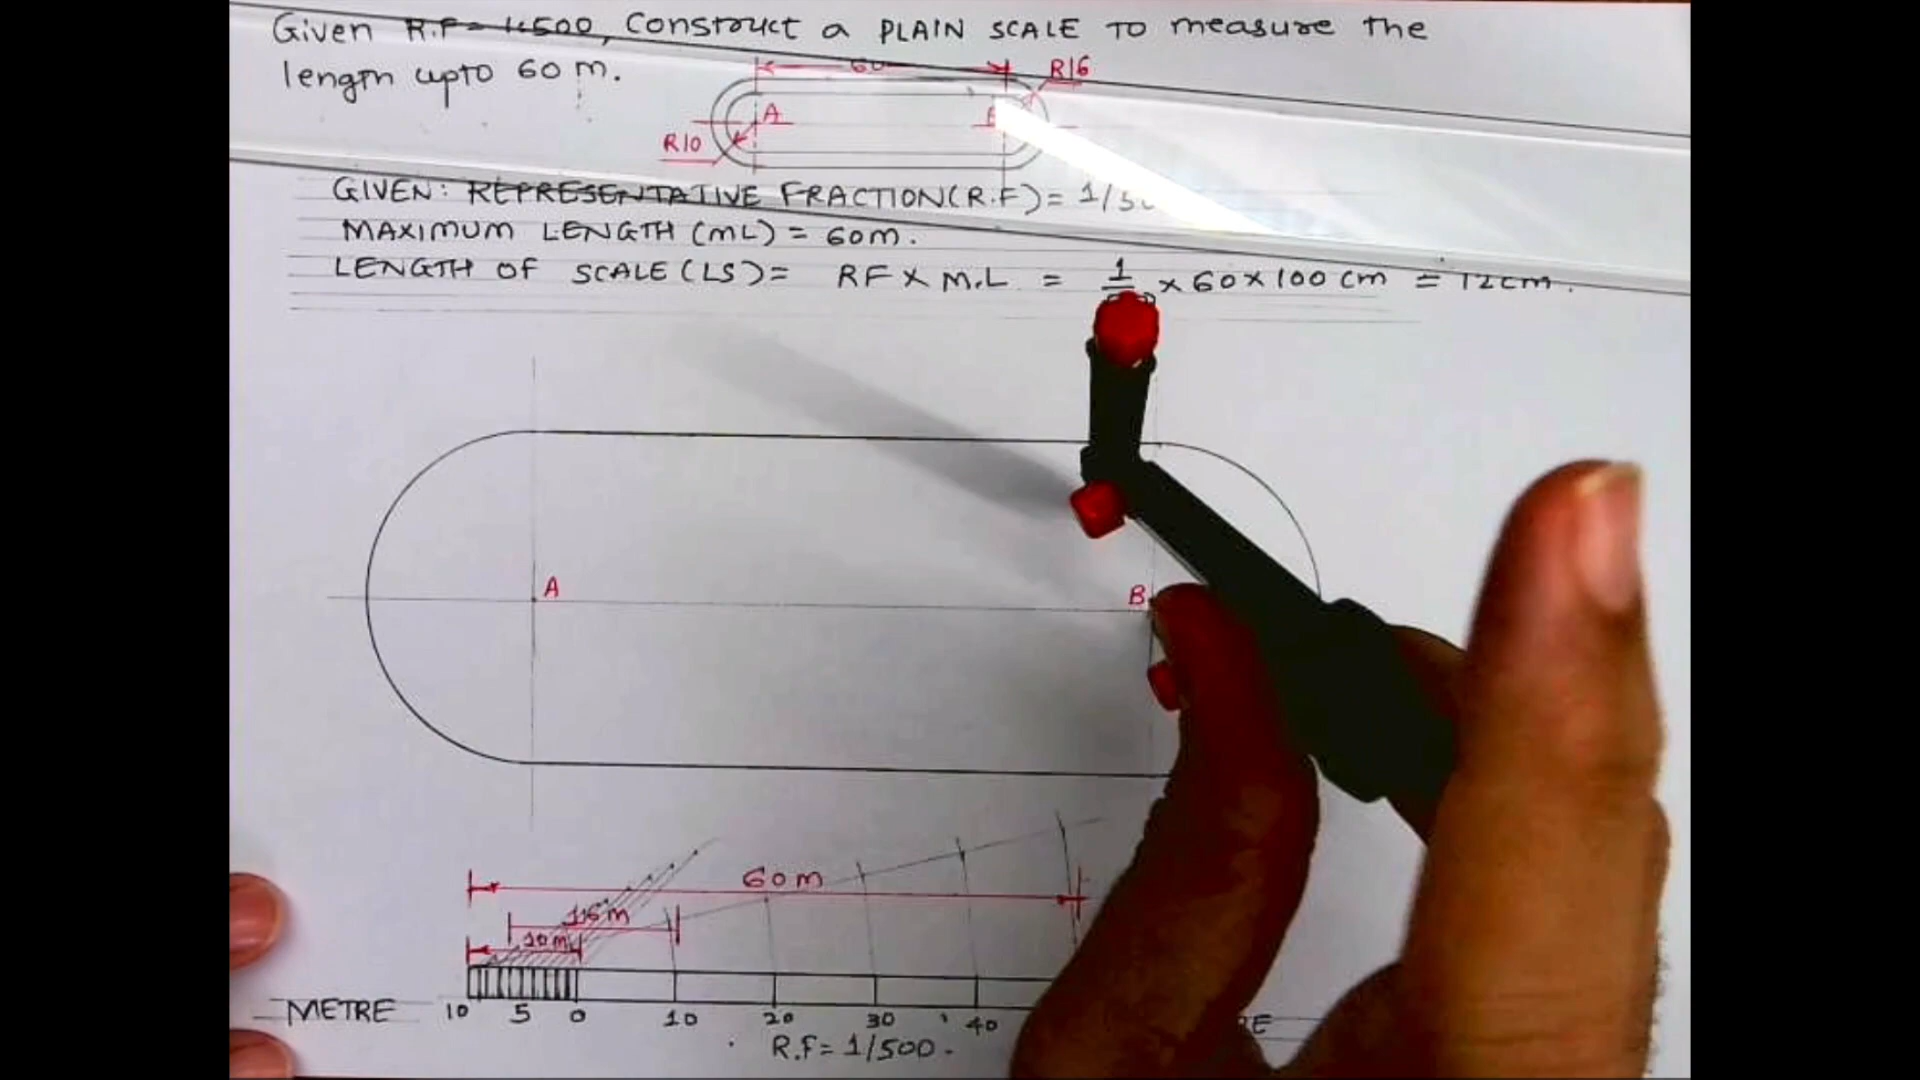 Given R.F= 1:500, Construct a PLAIN SCALE TO measure the
length upto 60 m.
60
R16
A
R10
GIVEN: REPRESENTATIVE FRACTION(R.F)= 1/5
MAXIMUM LENGTH (ML) = 60m.
LENGTH OF SCALE(LS)= RF X M.L = 1 × 60×100 cm = 12cm.
A
B
60 m
10 m
METRE 10 5 0 10 20 30 40
R.F= 1/500.